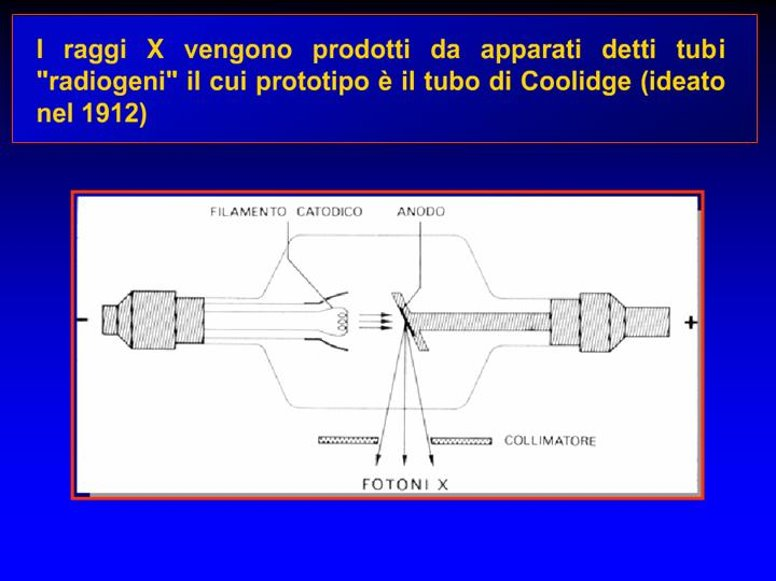 I raggi X vengono prodotti da apparati detti tubi
"radiogeni" il cui prototipo è il tubo di Coolidge (ideato
nel 1912)
FILAMENTO CATODICO ANODO
- +
COLLIMATORE
FOTONI X